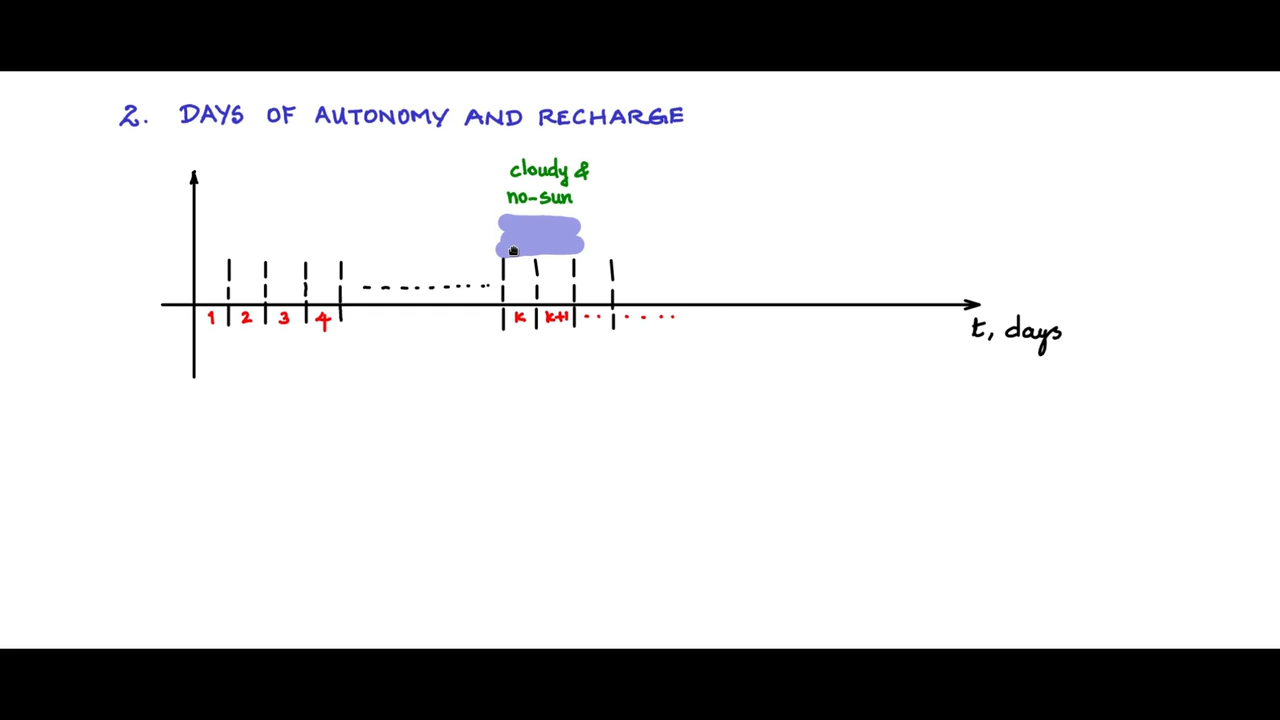 2. DAYS OF AUTONOMY AND RECHARGE
cloudy &
no-sun
1 2 3 4 K K+1
t, days